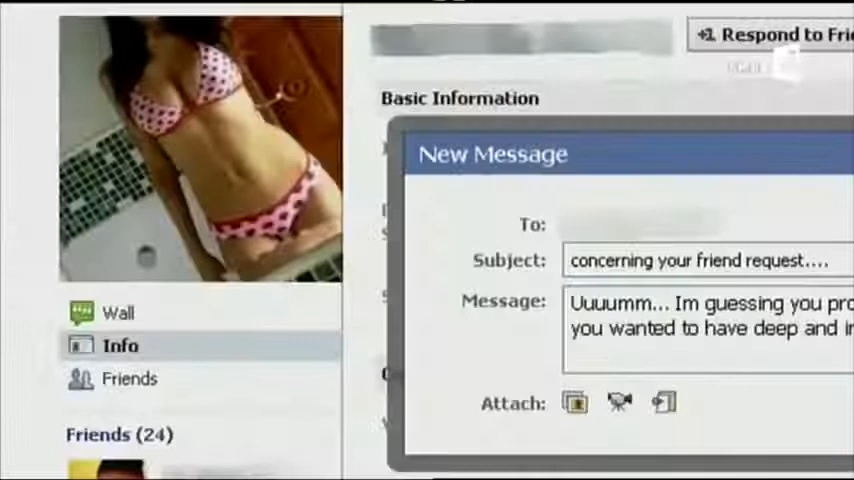 +1 Respond to Frie
Basic Information
New Message
To:
Subject: concerning your friend request....
Message: Uuuumm... Im guessing you pro
you wanted to have deep and in
Attach:
Wall
Info
Friends
Friends (24)